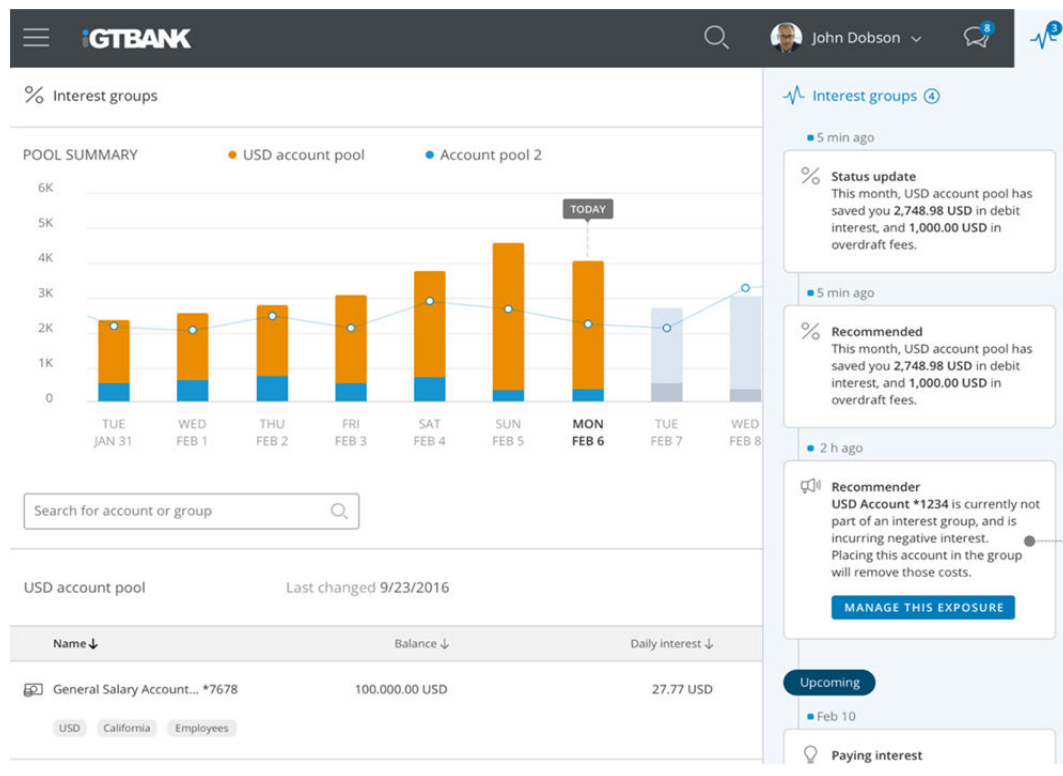 iGTBANK
John Dobson
8
3
% Interest groups
POOL SUMMARY
USD account pool
Account pool 2
6K
5K
4K
3K
2K
1K
0
TODAY
TUE
JAN 31
WED
FEB 1
THU
FEB 2
FRI
FEB 3
SAT
FEB 4
SUN
FEB 5
MON
FEB 6
TUE
FEB 7
WED
FEB 8
Search for account or group
USD account pool
Last changed 9/23/2016
Name↓
Balance↓
Daily interest↓
General Salary Account... *7678
100.000.00 USD
27.77 USD
USD
California
Employees
Interest groups 4
5 min ago
% Status update
This month, USD account pool has
saved you 2,748.98 USD in debit
interest, and 1,000.00 USD in
overdraft fees.
5 min ago
% Recommended
This month, USD account pool has
saved you 2,748.98 USD in debit
interest, and 1,000.00 USD in
overdraft fees.
2 h ago
Recommender
USD Account *1234 is currently not
part of an interest group, and is
incurring negative interest.
Placing this account in the group
will remove those costs.
MANAGE THIS EXPOSURE
Upcoming
Feb 10
Paying interest